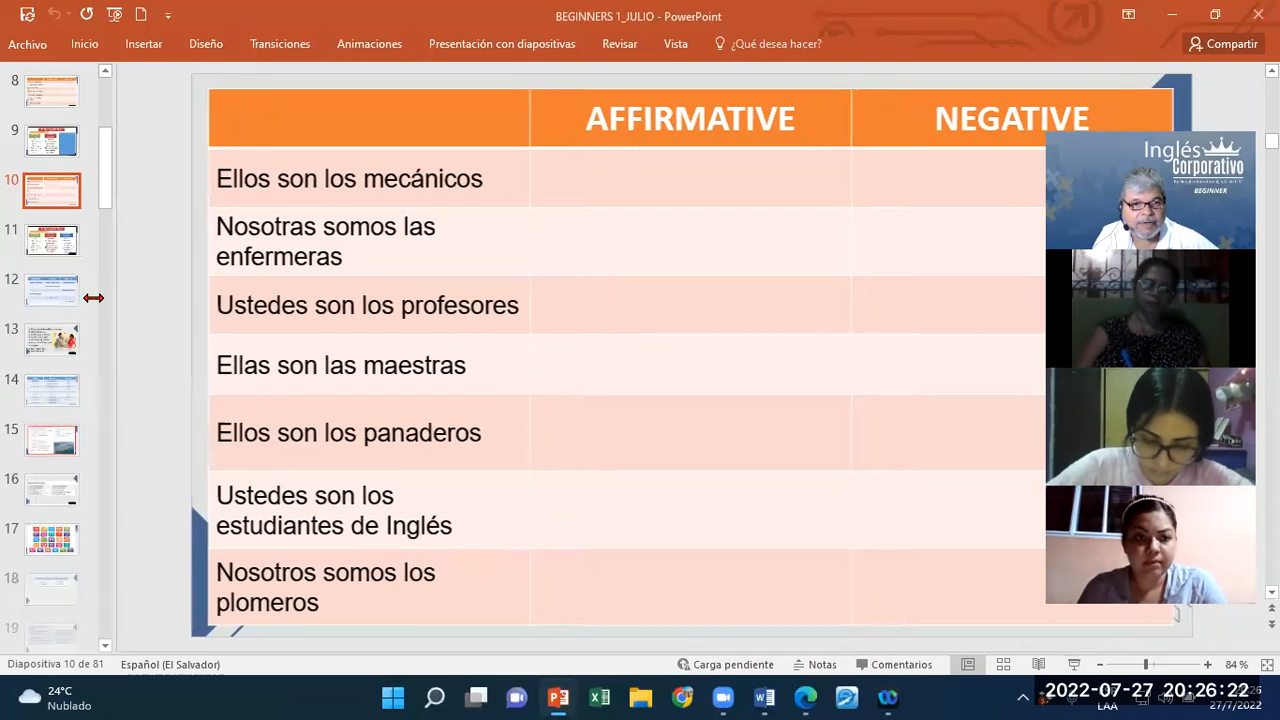 BEGINNERS 1_JULIO - PowerPoint
Archivo Inicio Insertar Diseño Transiciones Animaciones Presentación con diapositivas Revisar Vista ¿Qué desea hacer? Compartir
8
9
10
11
12
13
14
15
16
17
18
19
AFFIRMATIVE NEGATIVE
Ellos son los mecánicos
Nosotras somos las
enfermeras
Ustedes son los profesores
Ellas son las maestras
Ellos son los panaderos
Ustedes son los
estudiantes de Inglés
Nosotros somos los
plomeros
Inglés
Corporativo
BEGINNER
Diapositiva 10 de 81 Español (El Salvador) Carga pendiente Notas Comentarios 84 %
24°C
Nublado
2022-07-27 20:26:22
LAA
27/7/2022